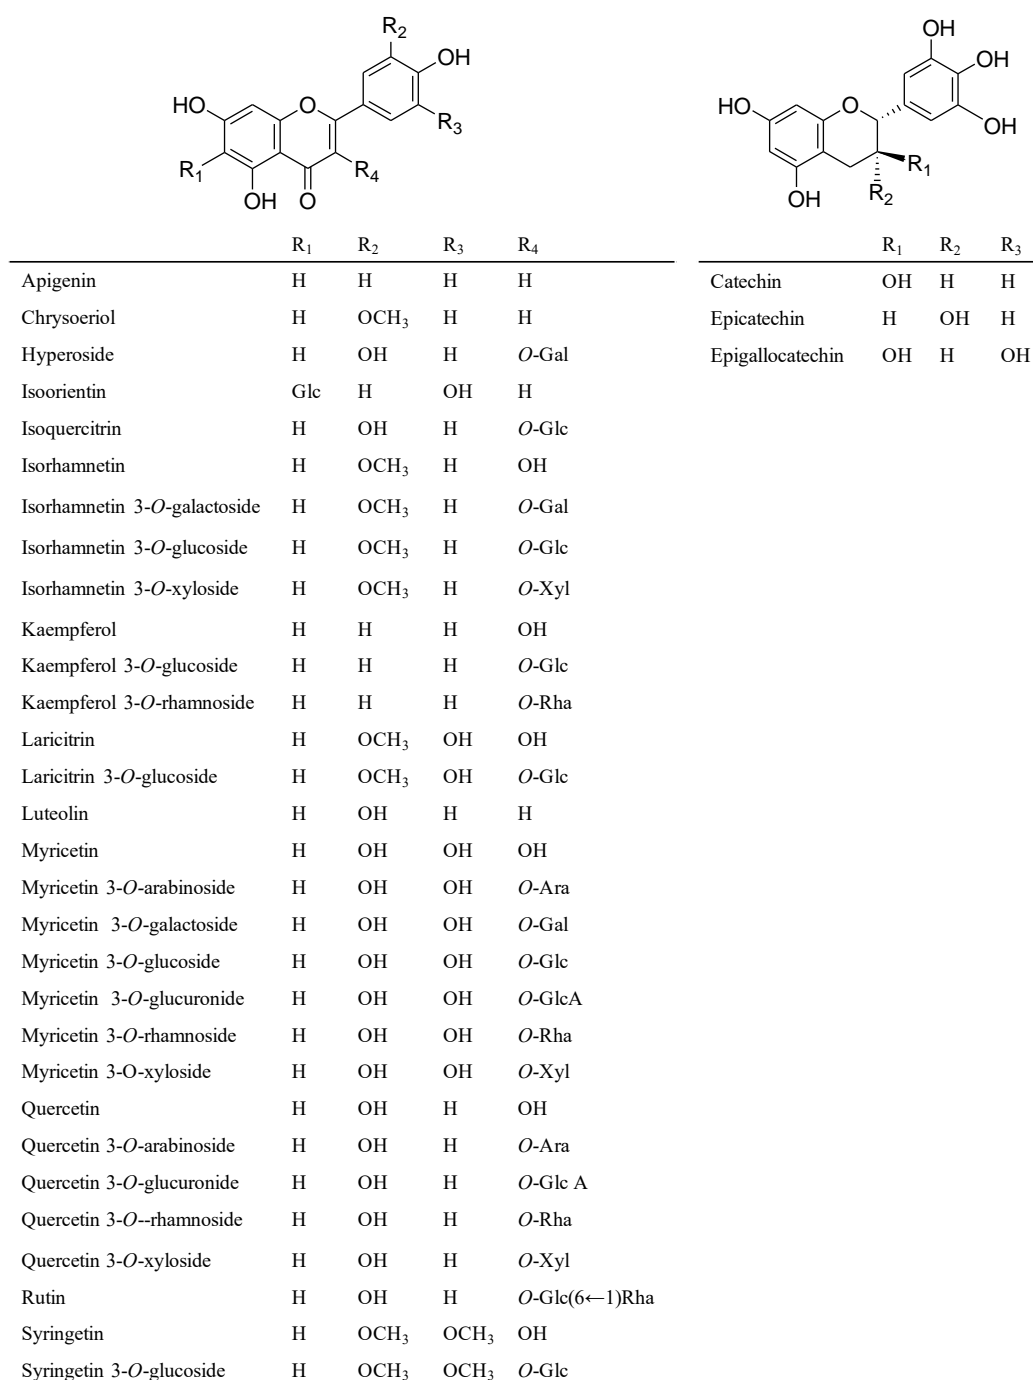 R2
OH
HO
O
R3
R1
R4
OH O
OH
OH
HO
O
OH
R1
R2
OH
R1 R2 R3 R4
Apigenin H H H H
Chrysoeriol H OCH3 H H
Hyperoside H OH H O-Gal
Isoorientin Glc H OH H
Isoquercitrin H OH H O-Glc
Isorhamnetin H OCH3 H OH
Isorhamnetin 3-O-galactoside H OCH3 H O-Gal
Isorhamnetin 3-O-glucoside H OCH3 H O-Glc
Isorhamnetin 3-O-xyloside H OCH3 H O-Xyl
Kaempferol H H H OH
Kaempferol 3-O-glucoside H H H O-Glc
Kaempferol 3-O-rhamnoside H H H O-Rha
Laricitrin H OCH3 OH OH
Laricitrin 3-O-glucoside H OCH3 OH O-Glc
Luteolin H OH H H
Myricetin H OH OH OH
Myricetin 3-O-arabinoside H OH OH O-Ara
Myricetin 3-O-galactoside H OH OH O-Gal
Myricetin 3-O-glucoside H OH OH O-Glc
Myricetin 3-O-glucuronide H OH OH O-GlcA
Myricetin 3-O-rhamnoside H OH OH O-Rha
Myricetin 3-O-xyloside H OH OH O-Xyl
Quercetin H OH H OH
Quercetin 3-O-arabinoside H OH H O-Ara
Quercetin 3-O-glucuronide H OH H O-Glc A
Quercetin 3-O--rhamnoside H OH H O-Rha
Quercetin 3-O-xyloside H OH H O-Xyl
Rutin H OH H O-Glc(6←1)Rha
Syringetin H OCH3 OCH3 OH
Syringetin 3-O-glucoside H OCH3 OCH3 O-Glc
R1 R2 R3
Catechin OH H H
Epicatechin H OH H
Epigallocatechin OH H OH